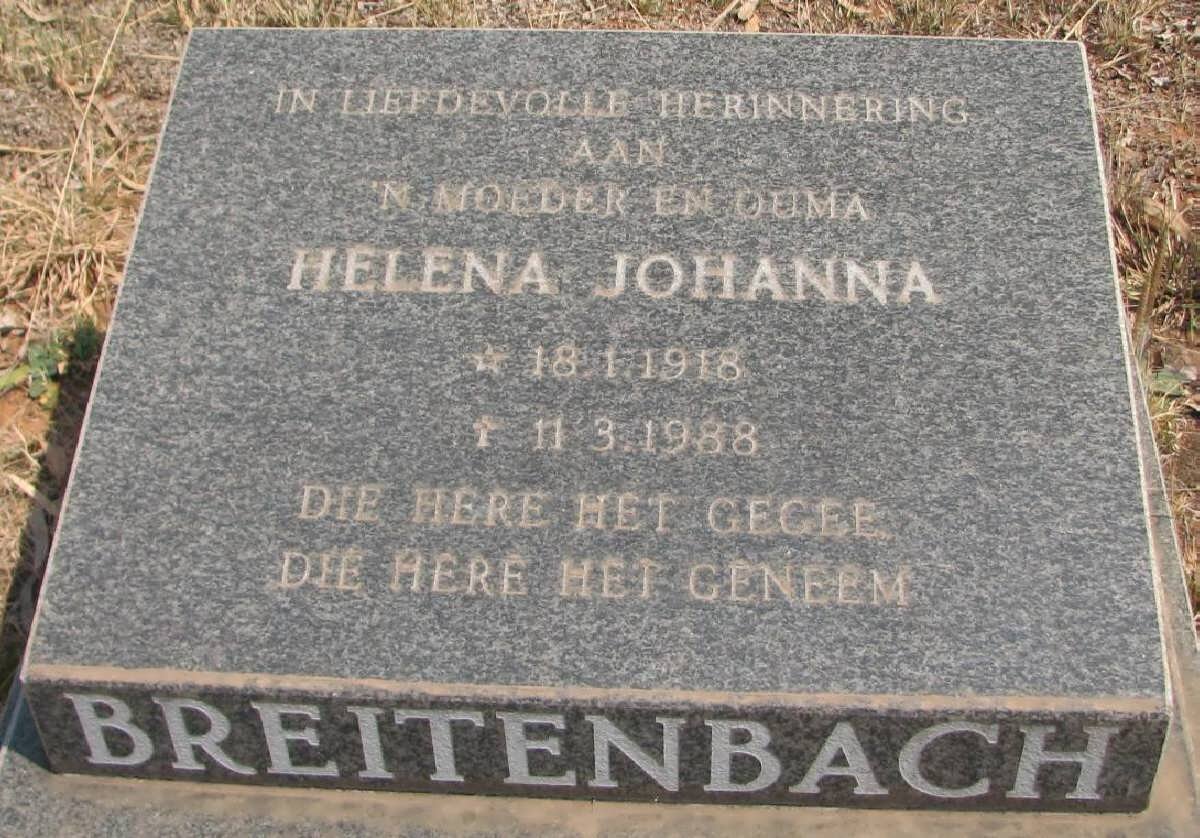 IN LIEFDEVOLLE HERINNERING
AAN
'N MOEDER EN OUMA
HELENA JOHANNA
☆ 18.1.1918
✝ 11.3.1988
DIE HERE HET GEGEE,
DIE HERE HET GENEEM
BREITENBACH